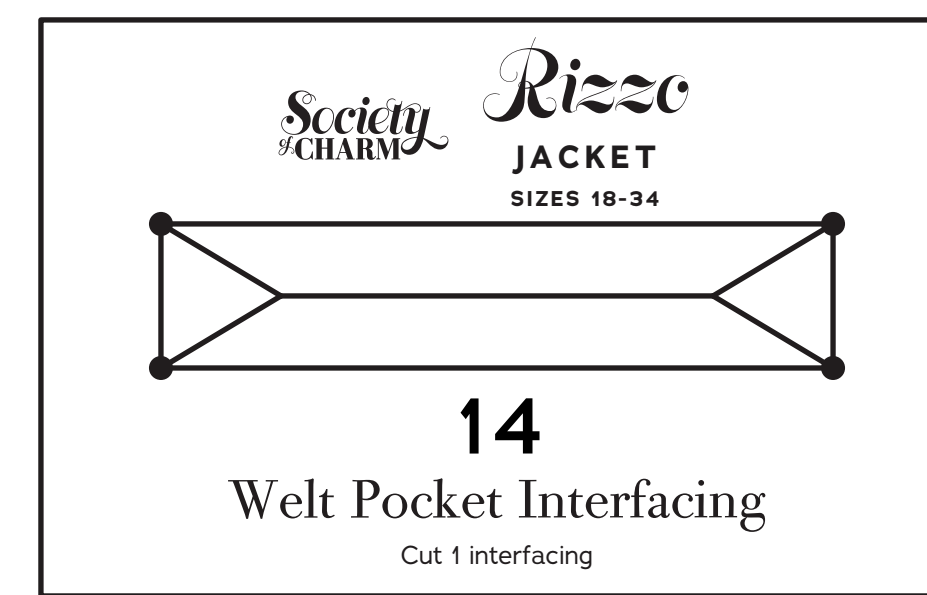 Society
of CHARM
Rizzo
JACKET
SIZES 18-34
14
Welt Pocket Interfacing
Cut 1 interfacing